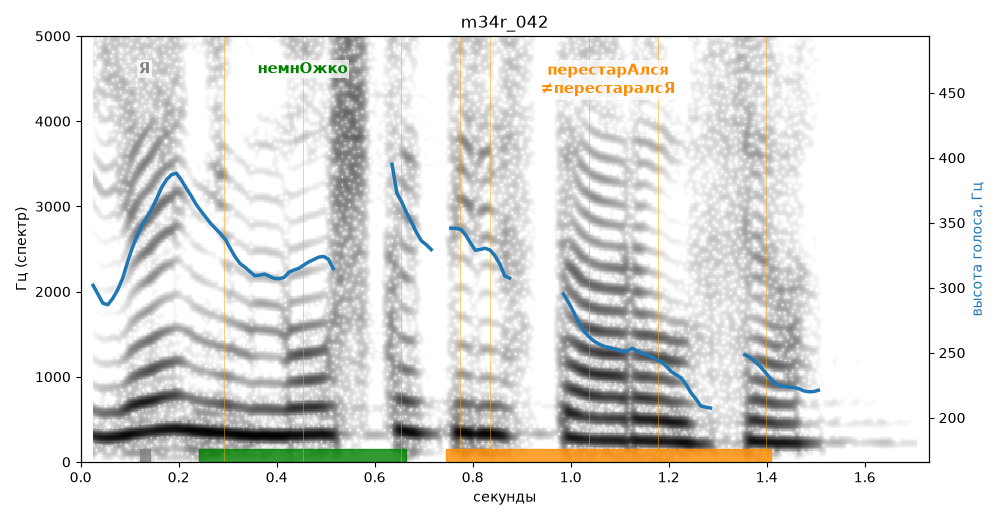 m34r_042
Я
немнОжко
перестарАлся
≠перестаралсЯ
5000
4000
3000
2000
1000
0
Гц (спектр)
450
400
350
300
250
200
высота голоса, Гц
0.0 0.2 0.4 0.6 0.8 1.0 1.2 1.4 1.6
секунды